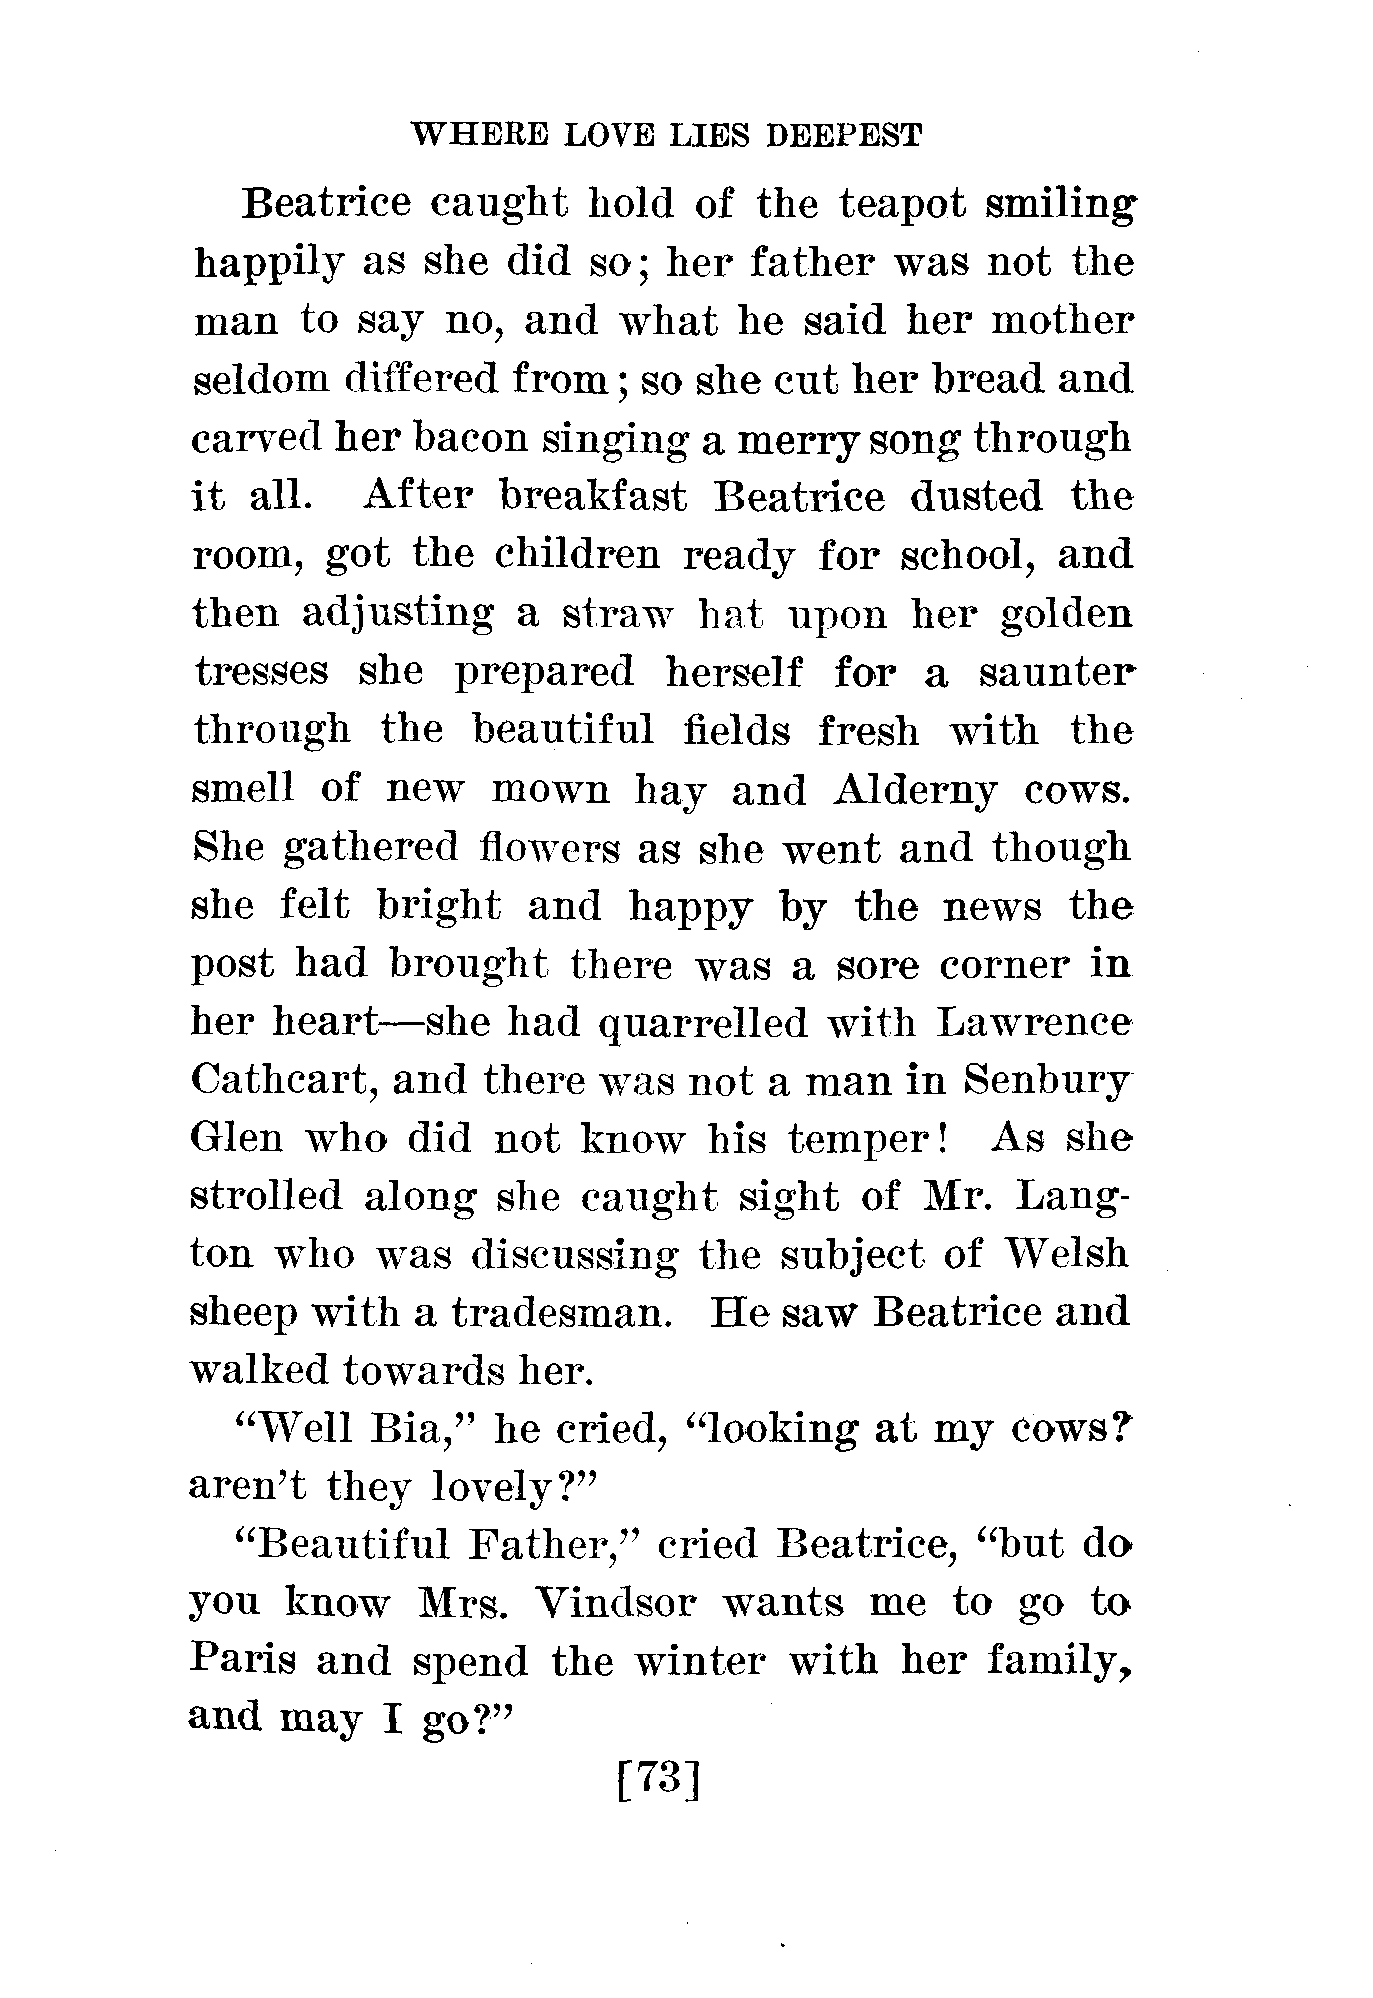 WHERE LOVE LIES DEEPEST
Beatrice caught hold of the teapot smiling
happily as she did so; her father was not the
man to say no, and what he said her mother
seldom differed from; so she cut her bread and
carved her bacon singing a merry song through
it all. After breakfast Beatrice dusted the
room, got the children ready for school, and
then adjusting a straw hat upon her golden
tresses she prepared herself for a saunter
through the beautiful fields fresh with the
smell of new mown hay and Alderny cows.
She gathered flowers as she went and though
she felt bright and happy by the news the
post had brought there was a sore corner in
her heart—she had quarrelled with Lawrence
Cathcart, and there was not a man in Senbury
Glen who did not know his temper! As she
strolled along she caught sight of Mr. Lang-
ton who was discussing the subject of Welsh
sheep with a tradesman. He saw Beatrice and
walked towards her.
“Well Bia,” he cried, “looking at my cows?
aren’t they lovely?”
“Beautiful Father,” cried Beatrice, “but do
you know Mrs. Vindsor wants me to go to
Paris and spend the winter with her family,
and may I go?”
[73]